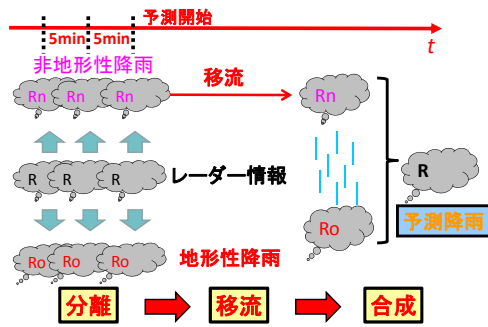 予測開始
5min 5min
t
非地形性降雨
移流
Rn Rn Rn
Rn
R R R
レーダー情報
R
予測降雨
Ro Ro Ro
地形性降雨
Ro
分離 移流 合成